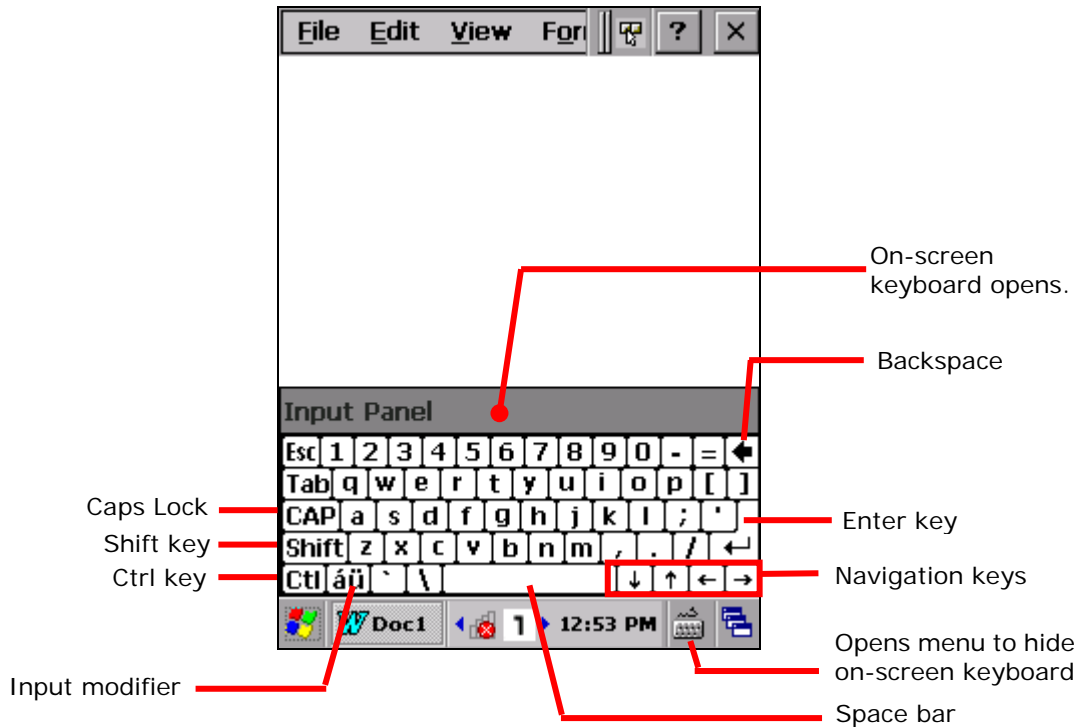 File Edit View For ?
On-screen
keyboard opens.
Backspace
Input Panel
Esc 1 2 3 4 5 6 7 8 9 0 - =
Tab q w e r t y u i o p [ ]
Caps Lock
CAP a s d f g h j k l ; '
Enter key
Shift key
Shift z x c v b n m , . /
Ctrl key
Ctl áü ` \ ↓ ↑ ← →
Navigation keys
Doc1 1 12:53 PM
Opens menu to hide
on-screen keyboard
Input modifier
Space bar